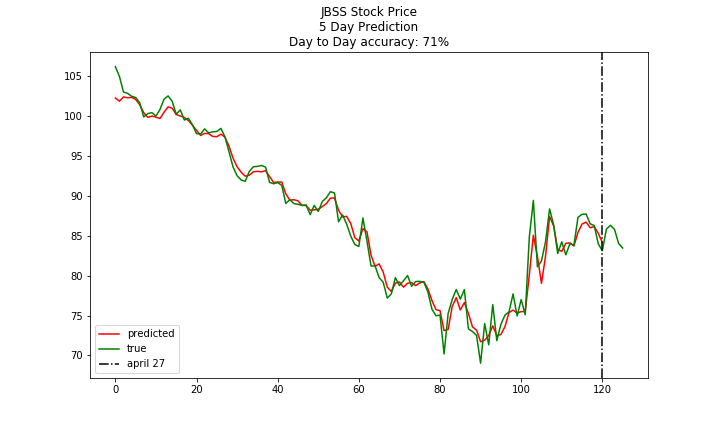 JBSS Stock Price
5 Day Prediction
Day to Day accuracy: 71%
105
100
95
90
85
80
75
70
predicted
true
april 27
0 20 40 60 80 100 120